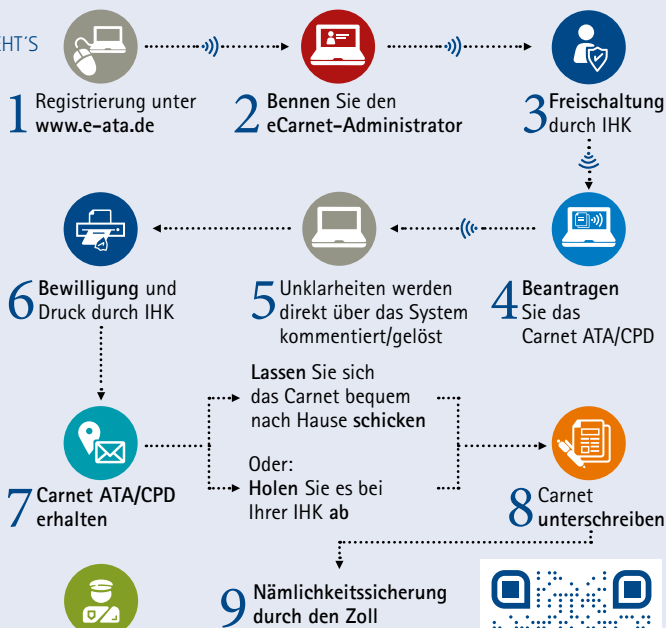 EHT´S
1 Registrierung unter
www.e-ata.de
2 Bennen Sie den
eCarnet-Administrator
3 Freischaltung
durch IHK
4 Beantragen
Sie das
Carnet ATA/CPD
5 Unklarheiten werden
direkt über das System
kommentiert/gelöst
6 Bewilligung und
Druck durch IHK
7 Carnet ATA/CPD
erhalten
Lassen Sie sich
das Carnet bequem
nach Hause schicken
Oder:
Holen Sie es bei
Ihrer IHK ab
8 Carnet
unterschreiben
9 Nämlichkeitssicherung
durch den Zoll